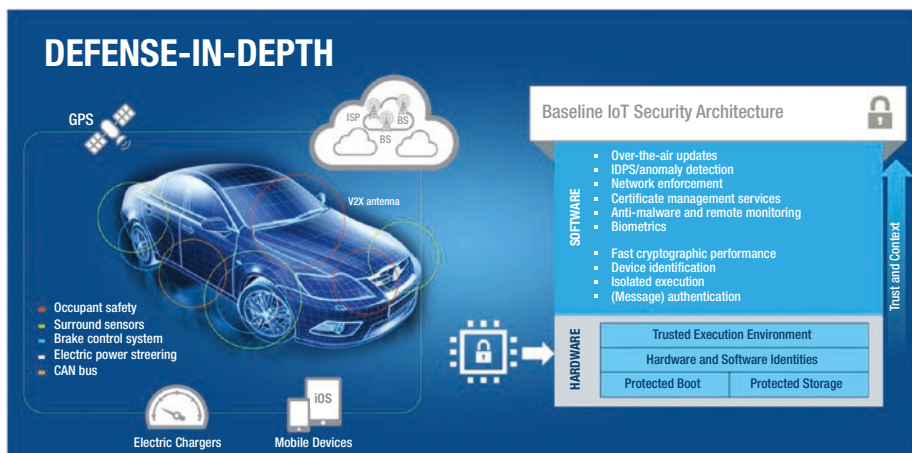 DEFENSE-IN-DEPTH
GPS
ISP
BS
BS
V2X antenna
Occupant safety
Surround sensors
Brake control system
Electric power streering
CAN bus
iOS
Electric Chargers
Mobile Devices
Baseline IoT Security Architecture
SOFTWARE
Over-the-air updates
IDPS/anomaly detection
Network enforcement
Certificate management services
Anti-malware and remote monitoring
Biometrics
Fast cryptographic performance
Device identification
Isolated execution
(Message) authentication
HARDWARE
Trusted Execution Environment
Hardware and Software Identities
Protected Boot
Protected Storage
Trust and Context